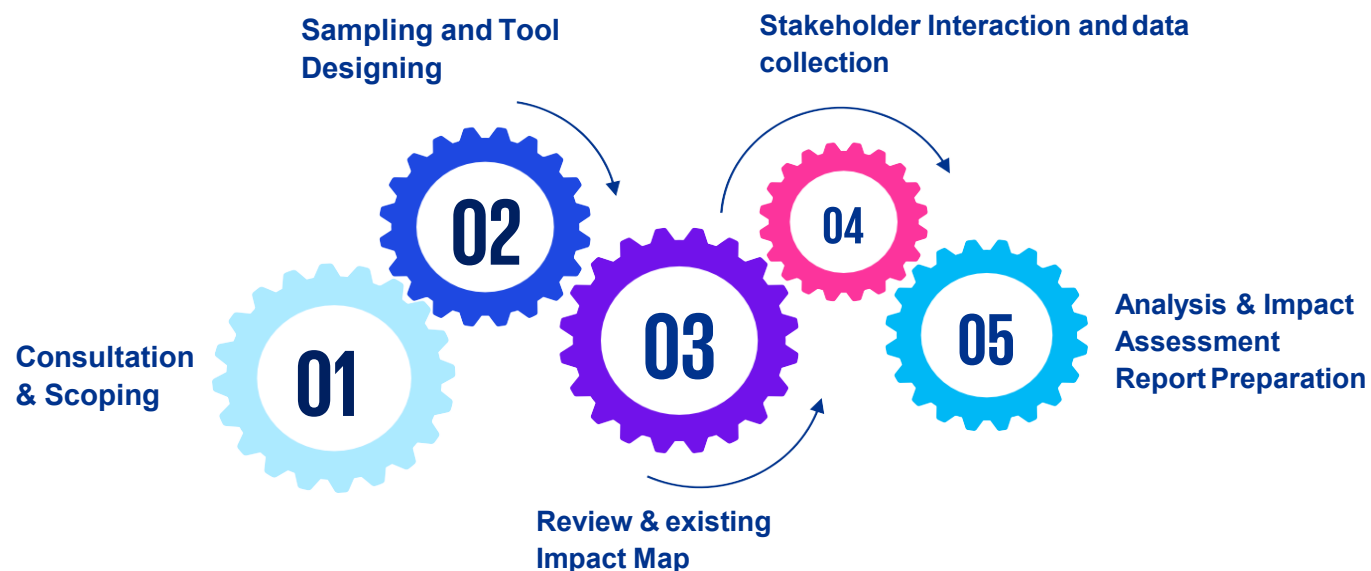 Sampling and Tool
Designing
Stakeholder Interaction and data
collection
02
04
03
05
01
Consultation
& Scoping
Analysis & Impact
Assessment
Report Preparation
Review & existing
Impact Map